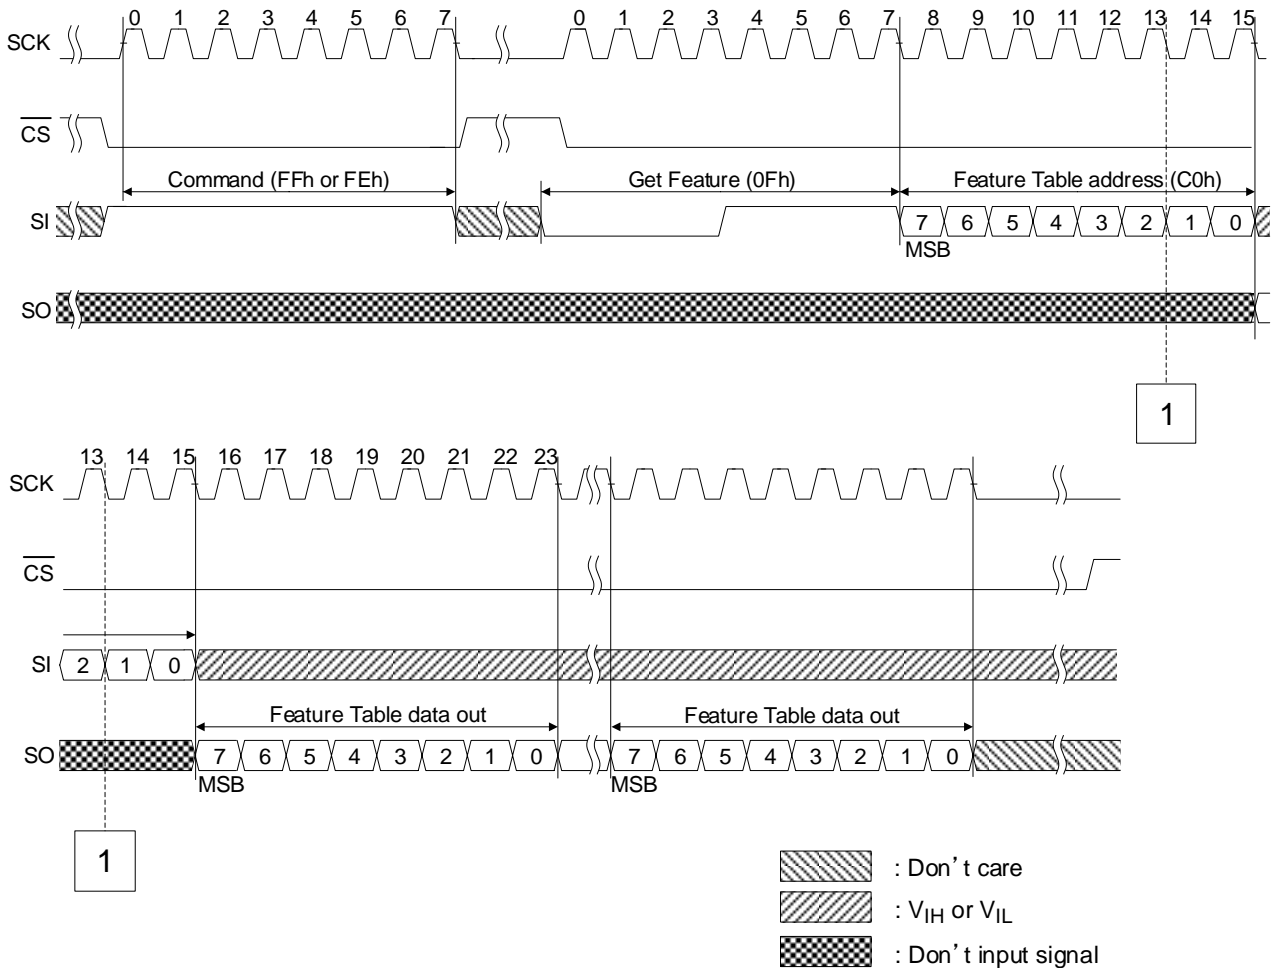 0 1 2 3 4 5 6 7 0 1 2 3 4 5 6 7 8 9 10 11 12 13 14 15
SCK
CS
Command (FFh or FEh) Get Feature (0Fh) Feature Table address (C0h)
SI 7 6 5 4 3 2 1 0
MSB
SO
1
13 14 15 16 17 18 19 20 21 22 23
SCK
CS
SI 2 1 0
Feature Table data out Feature Table data out
SO 7 6 5 4 3 2 1 0 7 6 5 4 3 2 1 0
MSB MSB
1
: Don't care
: VIH or VIL
: Don't input signal